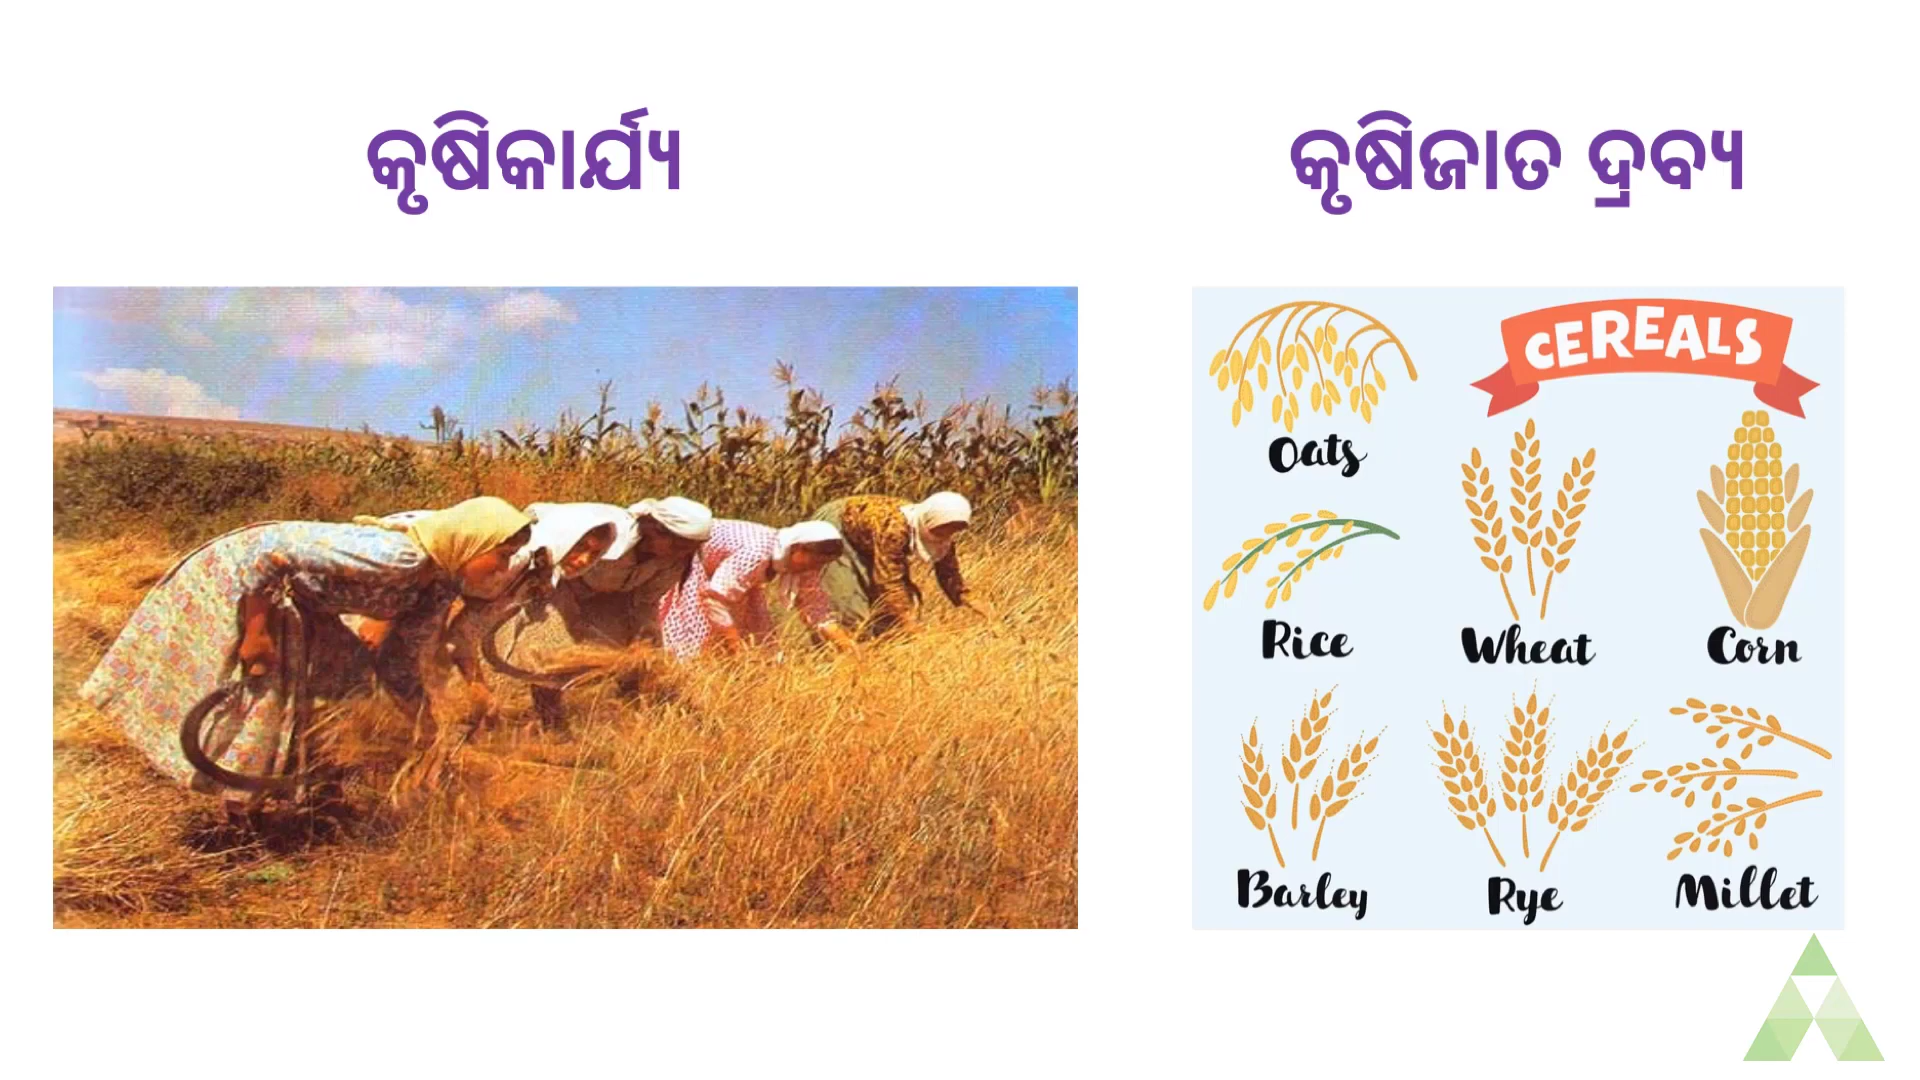 କୃଷିକାର୍ଯ୍ୟ
କୃଷିଜାତ ଦ୍ରବ୍ୟ
CEREALS
Oats
Rice
Wheat
Corn
Barley
Rye
Millet